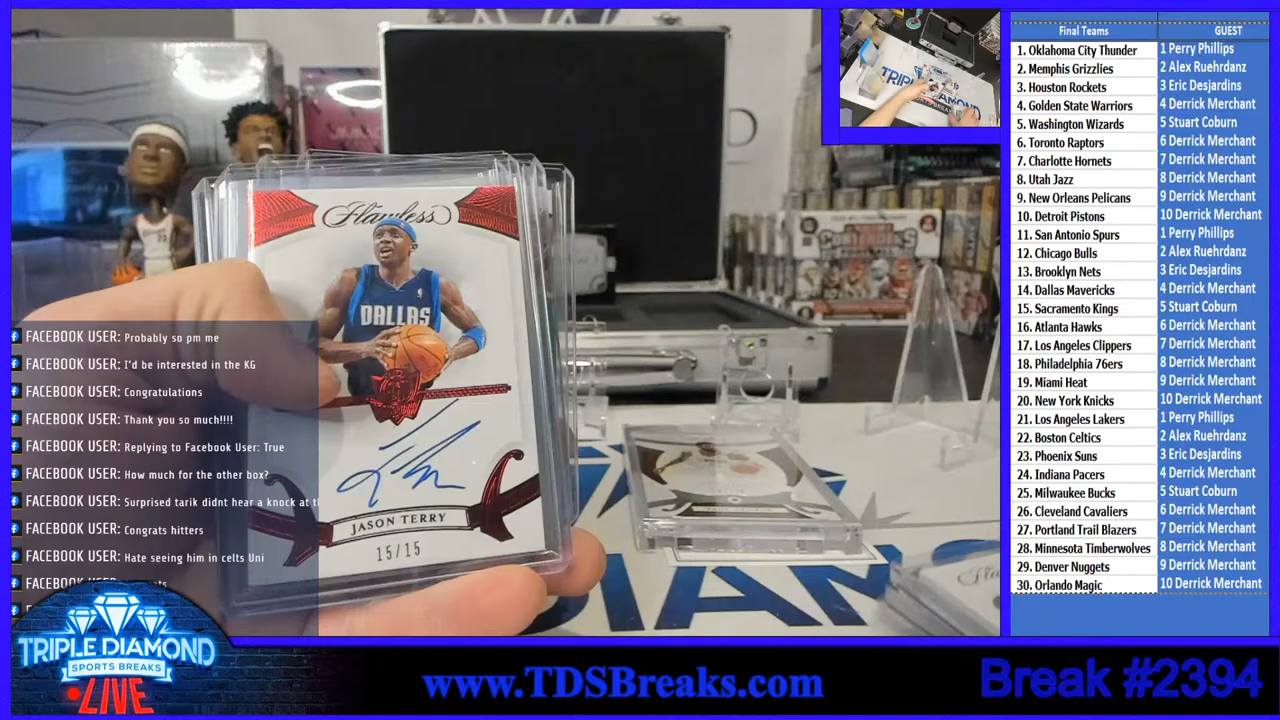 Flawless
DALLAS
JASON TERRY
15/15
FACEBOOK USER: Probably so pm me
FACEBOOK USER: I'd be interested in the KG
FACEBOOK USER: Congratulations
FACEBOOK USER: Thank you so much!!!!
FACEBOOK USER: Replying to Facebook User: True
FACEBOOK USER: How much for the other box?
FACEBOOK USER: Surprised tarik didnt hear a knock at
FACEBOOK USER: Congrats hitters
FACEBOOK USER: Hate seeing him in celts Uni
TRIPLE DIAMOND
SPORTS BREAKS
LIVE
www.TDSBreaks.com
Break #2394
Final Teams GUEST
1. Oklahoma City Thunder 1 Perry Phillips
2. Memphis Grizzlies 2 Alex Ruehrdanz
3. Houston Rockets 3 Eric Desjardins
4. Golden State Warriors 4 Derrick Merchant
5. Washington Wizards 5 Stuart Coburn
6. Toronto Raptors 6 Derrick Merchant
7. Charlotte Hornets 7 Derrick Merchant
8. Utah Jazz 8 Derrick Merchant
9. New Orleans Pelicans 9 Derrick Merchant
10. Detroit Pistons 10 Derrick Merchant
11. San Antonio Spurs 1 Perry Phillips
12. Chicago Bulls 2 Alex Ruehrdanz
13. Brooklyn Nets 3 Eric Desjardins
14. Dallas Mavericks 4 Derrick Merchant
15. Sacramento Kings 5 Stuart Coburn
16. Atlanta Hawks 6 Derrick Merchant
17. Los Angeles Clippers 7 Derrick Merchant
18. Philadelphia 76ers 8 Derrick Merchant
19. Miami Heat 9 Derrick Merchant
20. New York Knicks 10 Derrick Merchant
21. Los Angeles Lakers 1 Perry Phillips
22. Boston Celtics 2 Alex Ruehrdanz
23. Phoenix Suns 3 Eric Desjardins
24. Indiana Pacers 4 Derrick Merchant
25. Milwaukee Bucks 5 Stuart Coburn
26. Cleveland Cavaliers 6 Derrick Merchant
27. Portland Trail Blazers 7 Derrick Merchant
28. Minnesota Timberwolves 8 Derrick Merchant
29. Denver Nuggets 9 Derrick Merchant
30. Orlando Magic 10 Derrick Merchant